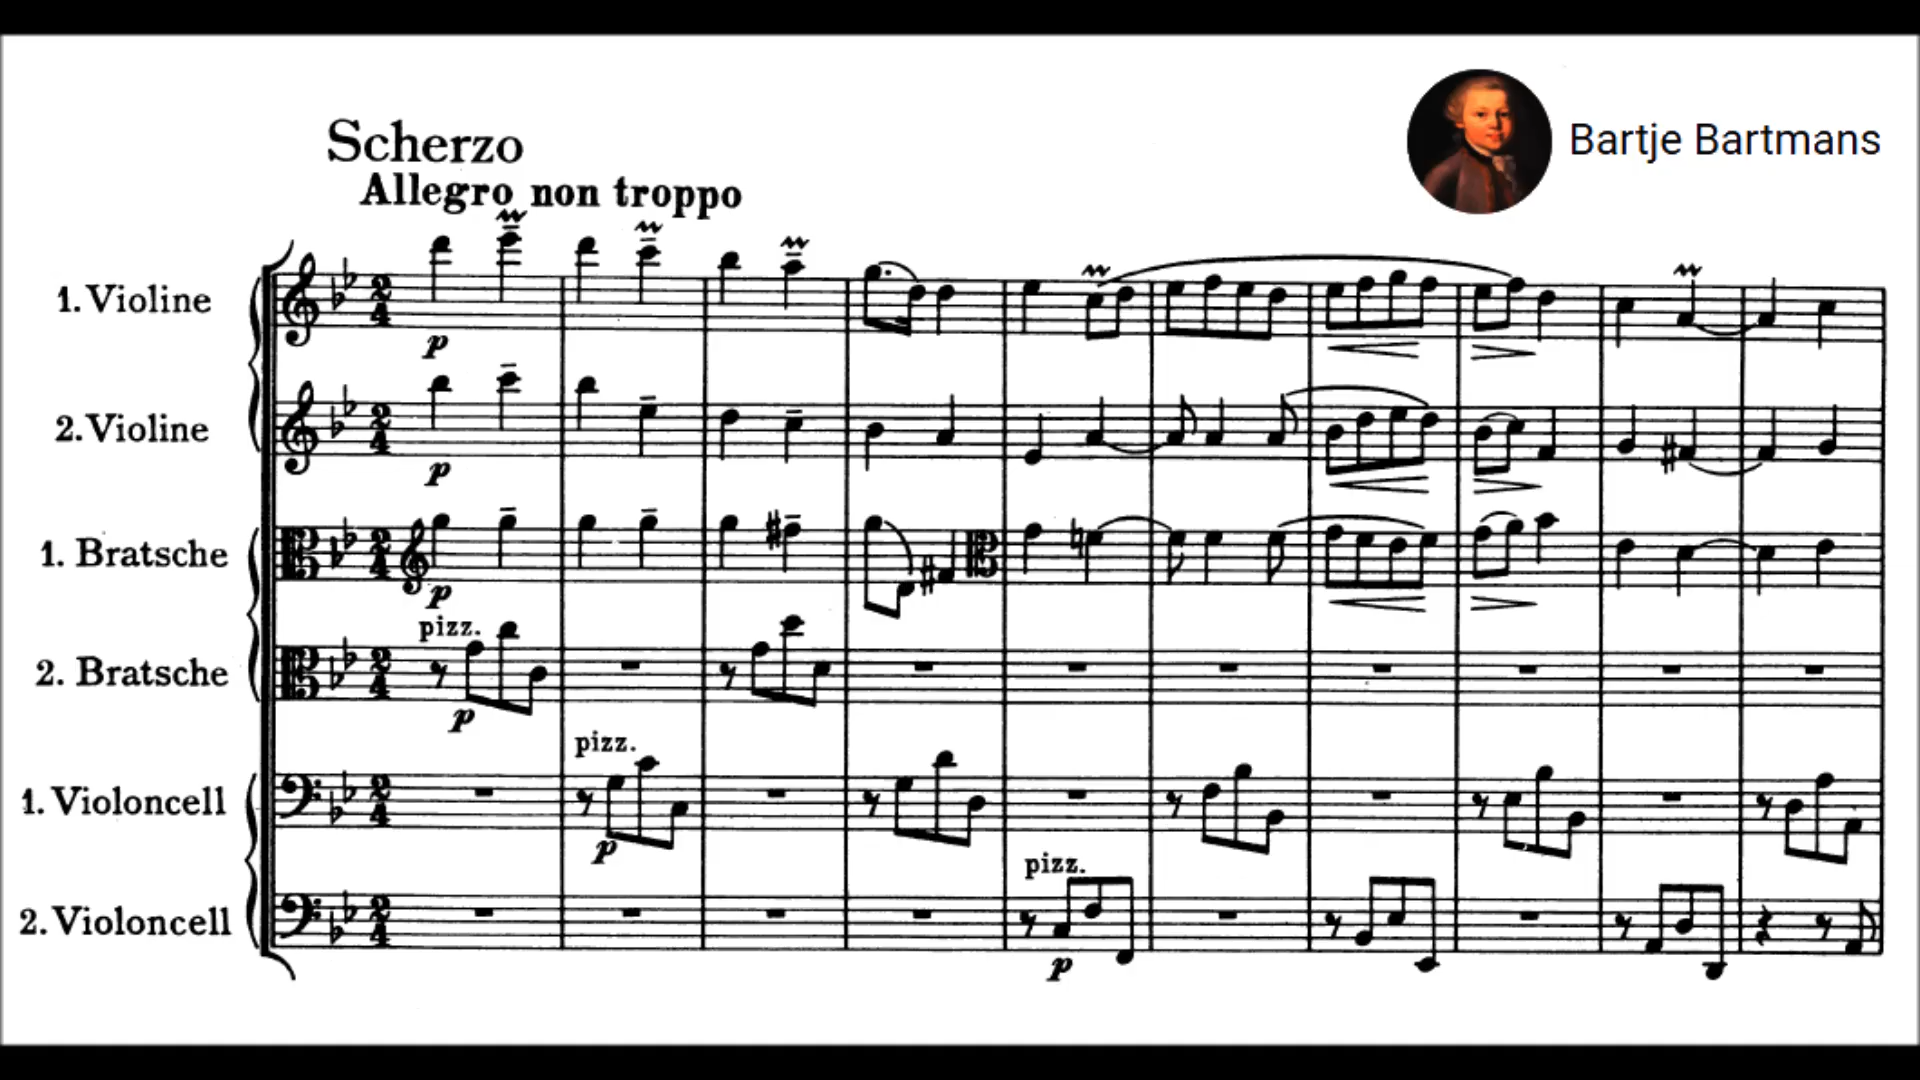 Bartje Bartmans
Scherzo
Allegro non troppo
1. Violine
p
2. Violine
p
1. Bratsche
p
pizz.
2. Bratsche
p
pizz.
1. Violoncell
p
pizz.
2. Violoncell
p